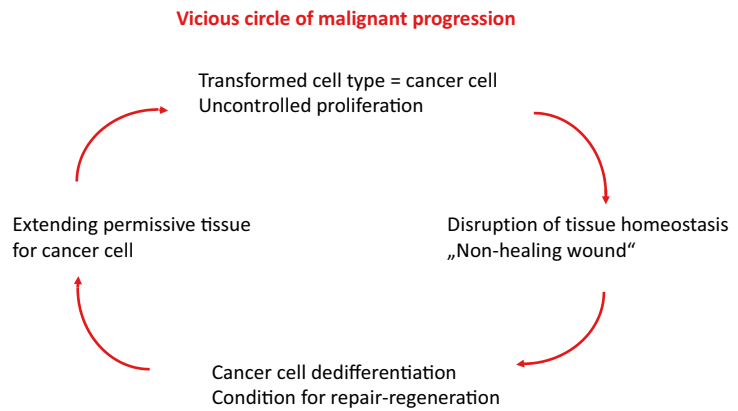 Vicious circle of malignant progression
Transformed cell type = cancer cell
Uncontrolled proliferation
Extending permissive tissue
for cancer cell
Disruption of tissue homeostasis
„Non-healing wound“
Cancer cell dedifferentiation
Condition for repair-regeneration